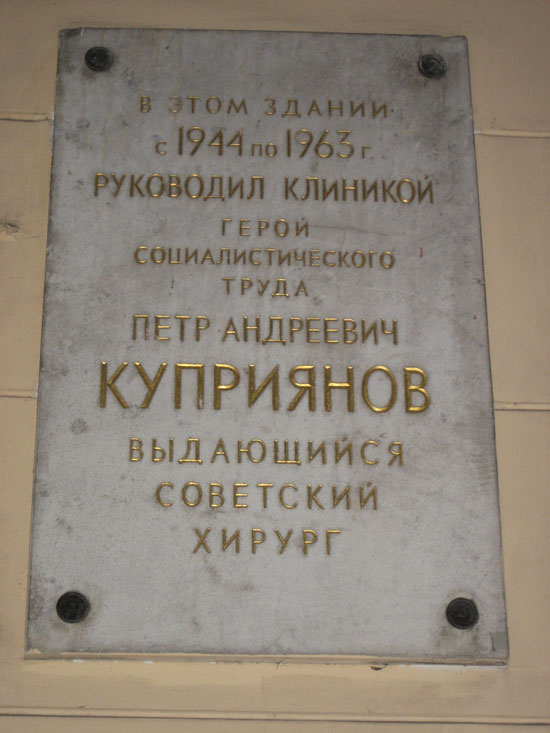 В ЭТОМ ЗДАНИИ
с 1944 по 1963 г
РУКОВОДИЛ КЛИНИКОЙ
ГЕРОЙ
СОЦИАЛИСТИЧЕСКОГО
ТРУДА
ПЕТР АНДРЕЕВИЧ
КУПРИЯНОВ
ВЫДАЮЩИЙСЯ
СОВЕТСКИЙ
ХИРУРГ